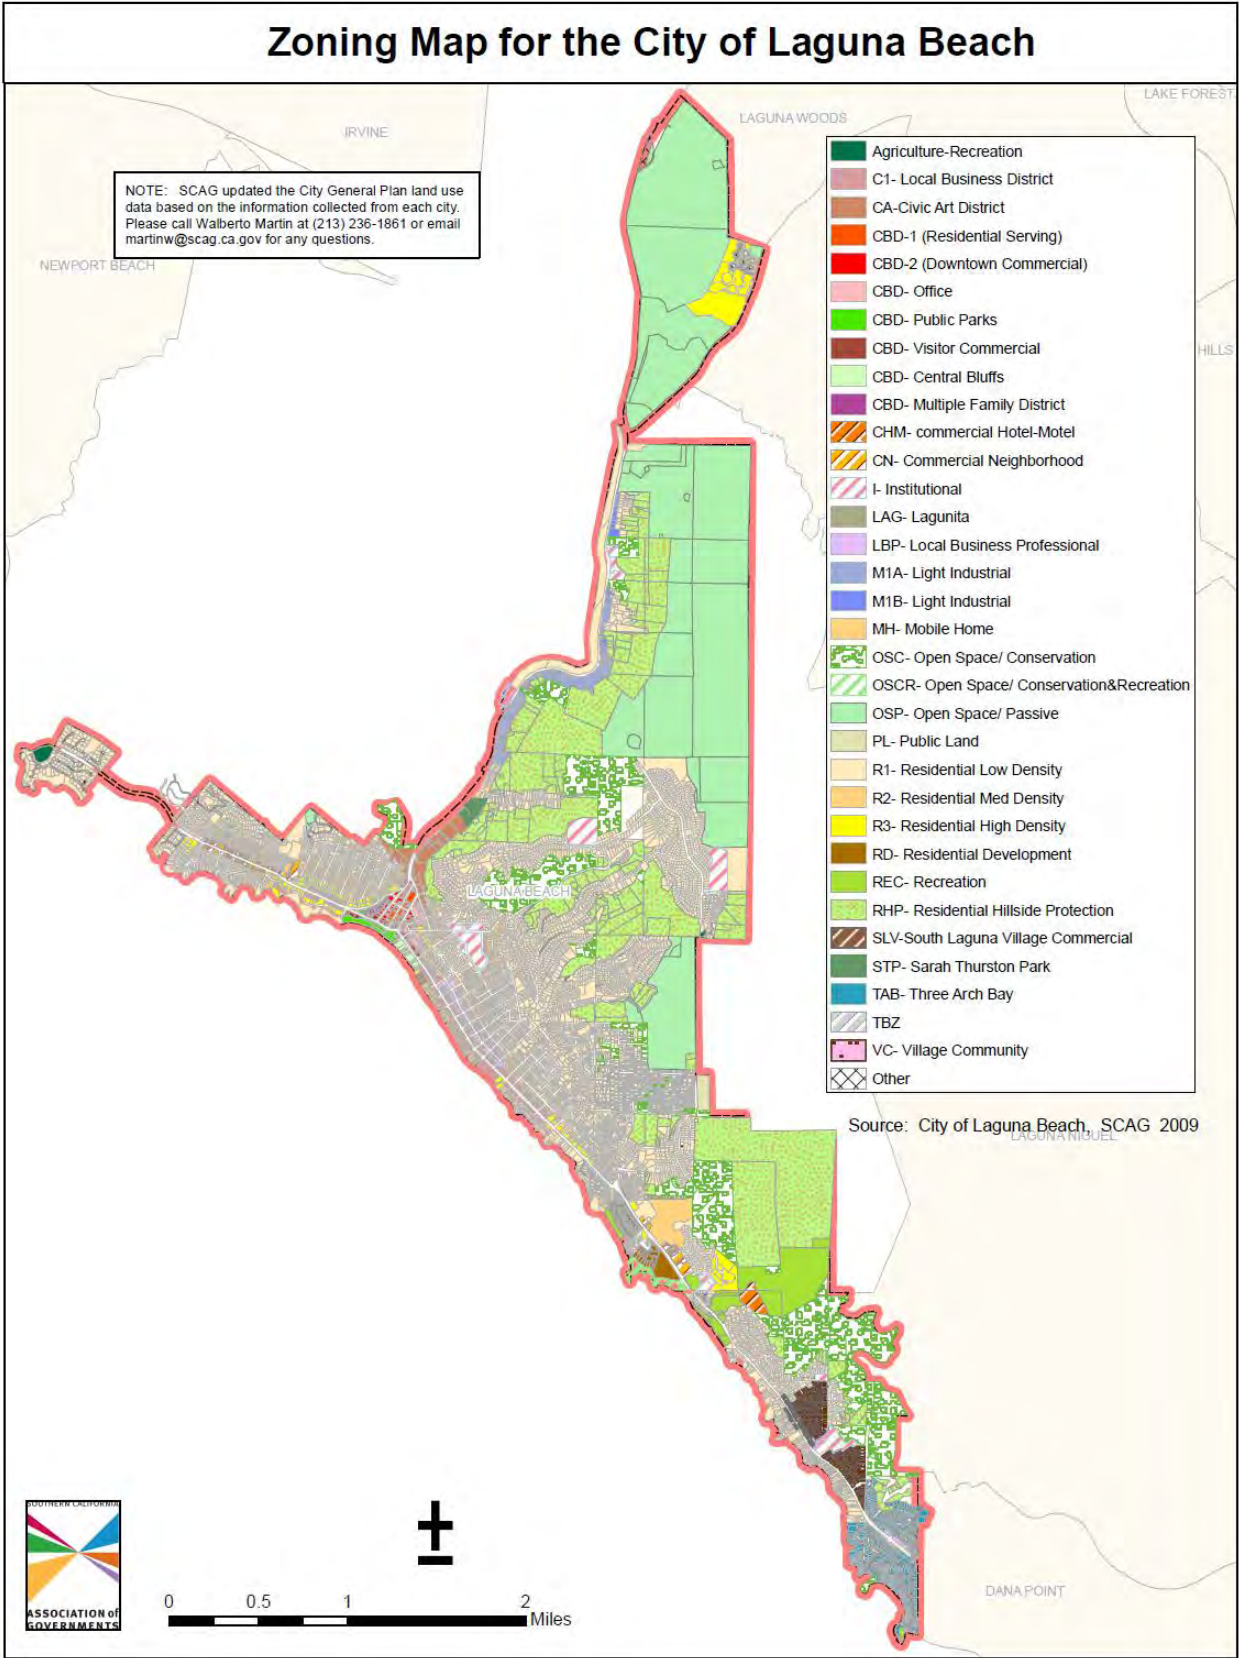 Zoning Map for the City of Laguna Beach
LAKE FOREST
LAGUNA WOODS
IRVINE
NOTE: SCAG updated the City General Plan land use
data based on the information collected from each city.
Please call Walberto Martin at (213) 236-1861 or email
martinw@scag.ca.gov for any questions.
NEWPORT BEACH
HILLS
Agriculture-Recreation
C1- Local Business District
CA-Civic Art District
CBD-1 (Residential Serving)
CBD-2 (Downtown Commercial)
CBD- Office
CBD- Public Parks
CBD- Visitor Commercial
CBD- Central Bluffs
CBD- Multiple Family District
CHM- commercial Hotel-Motel
CN- Commercial Neighborhood
I- Institutional
LAG- Lagunita
LBP- Local Business Professional
M1A- Light Industrial
M1B- Light Industrial
MH- Mobile Home
OSC- Open Space/ Conservation
OSCR- Open Space/ Conservation&Recreation
OSP- Open Space/ Passive
PL- Public Land
R1- Residential Low Density
R2- Residential Med Density
R3- Residential High Density
RD- Residential Development
REC- Recreation
RHP- Residential Hillside Protection
SLV-South Laguna Village Commercial
STP- Sarah Thurston Park
TAB- Three Arch Bay
TBZ
VC- Village Community
Other
LAGUNA BEACH
Source: City of Laguna Beach, SCAG 2009
LAGUNA NIGUEL
DANA POINT
SOUTHERN CALIFORNIA
ASSOCIATION of
GOVERNMENTS
0 0.5 1 2
Miles